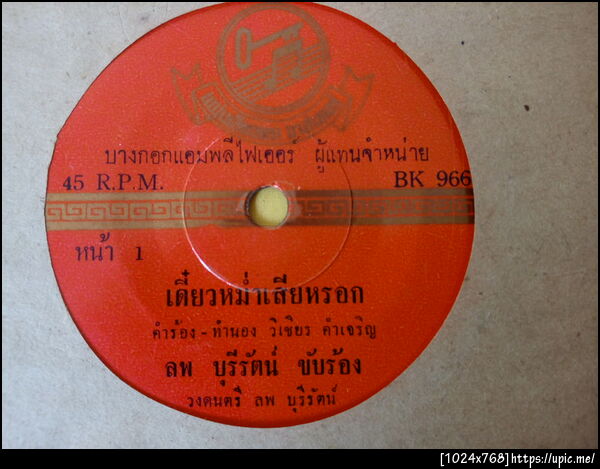 บางกอกแอมพลีไฟเออร์ ผู้แทนจำหน่าย
45 R.P.M. BK 966
หน้า 1
เดี๋ยวหม่ำเสียหรอก
คำร้อง - ทำนอง วิเชียร คำเจริญ
ลพ บุรีรัตน์ ขับร้อง
วงดนตรี ลพ บุรีรัตน์
[1024x768]https://upic.me/